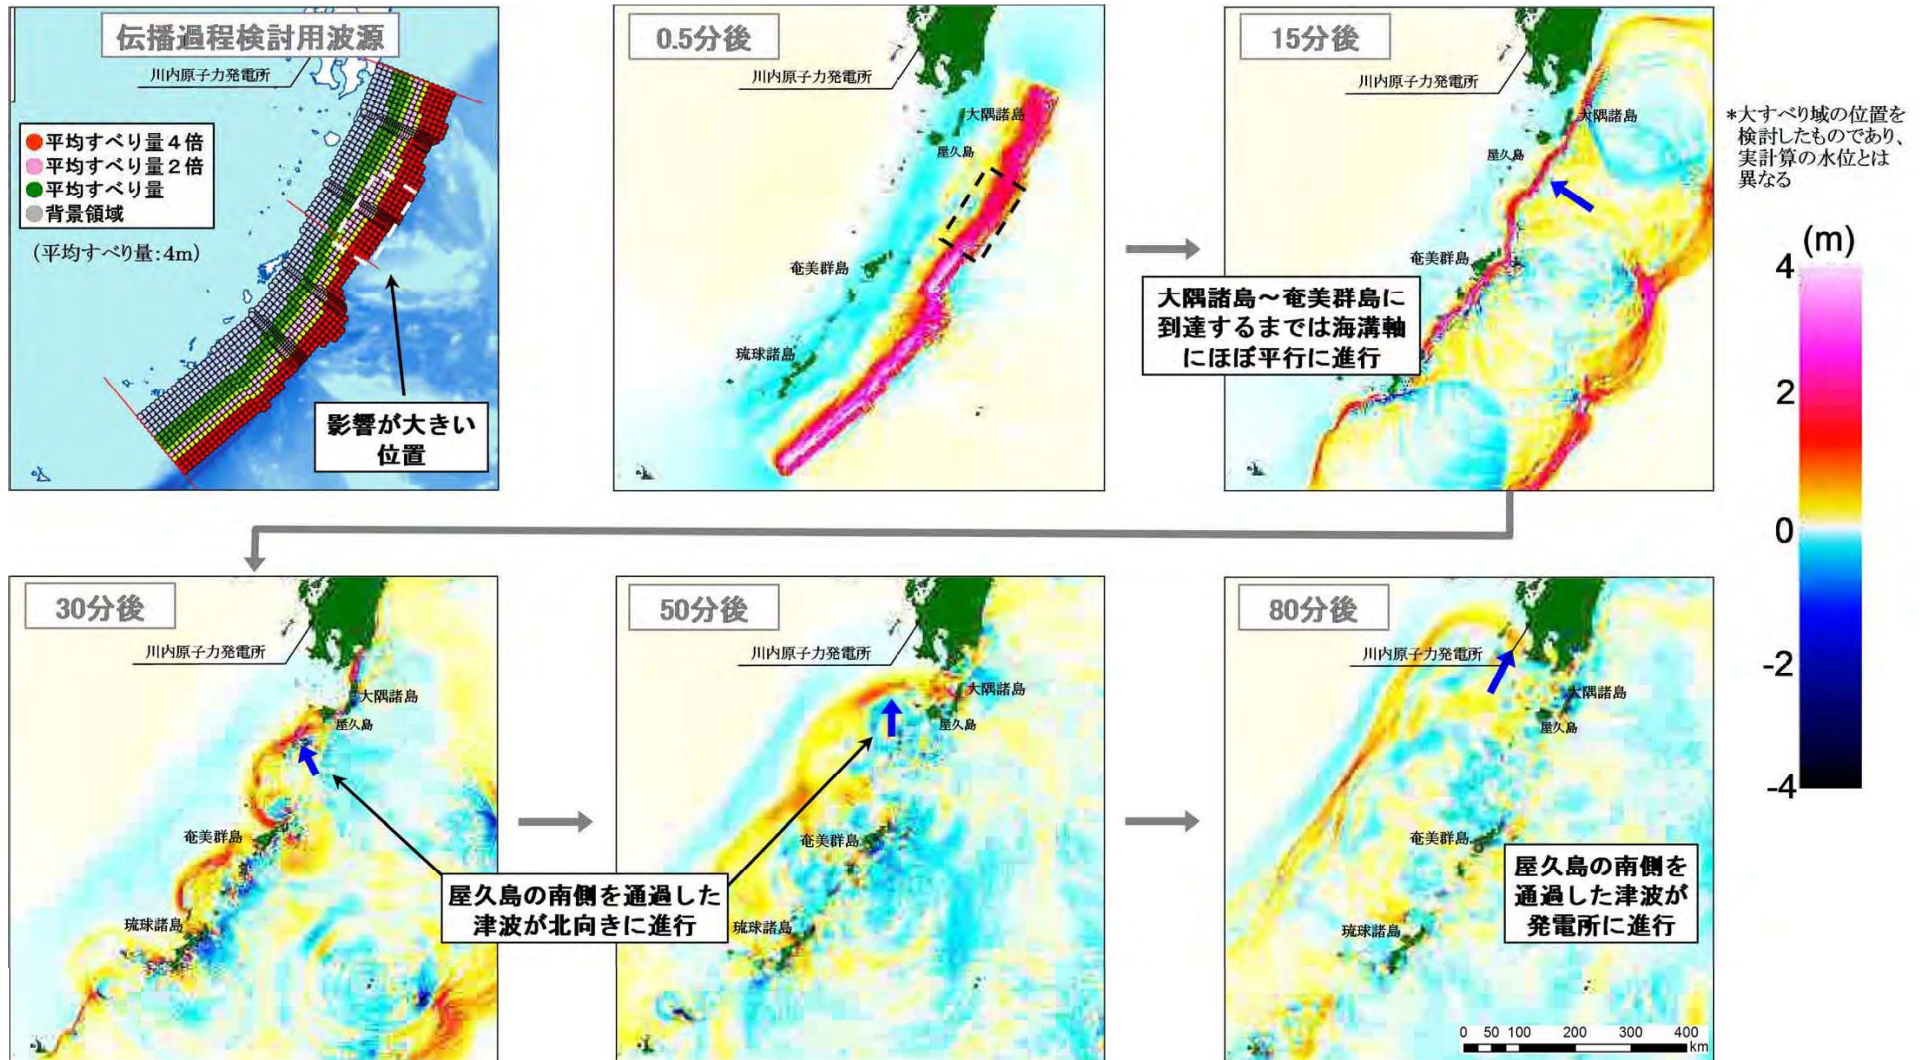 伝播過程検討用波源
川内原子力発電所
平均すべり量4倍
平均すべり量2倍
平均すべり量
背景領域
(平均すべり量:4m)
影響が大きい
位置
0.5分後
川内原子力発電所
大隅諸島
屋久島
奄美群島
琉球諸島
大隅諸島~奄美群島に
到達するまでは海溝軸
にほぼ平行に進行
15分後
川内原子力発電所
大隅諸島
屋久島
奄美群島
*大すべり域の位置を
検討したものであり、
実計算の水位とは
異なる
(m)
4
2
0
-2
-4
30分後
川内原子力発電所
大隅諸島
屋久島
奄美群島
琉球諸島
屋久島の南側を通過した
津波が北向きに進行
50分後
川内原子力発電所
大隅諸島
屋久島
奄美群島
琉球諸島
80分後
川内原子力発電所
大隅諸島
屋久島
奄美群島
琉球諸島
屋久島の南側を
通過した津波が
発電所に進行
0 50 100 200 300 400
km